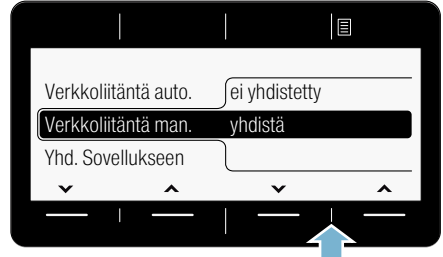 Verkkoliitäntä auto. ei yhdistetty
Verkkoliitäntä man. yhdistä
Yhd. Sovellukseen